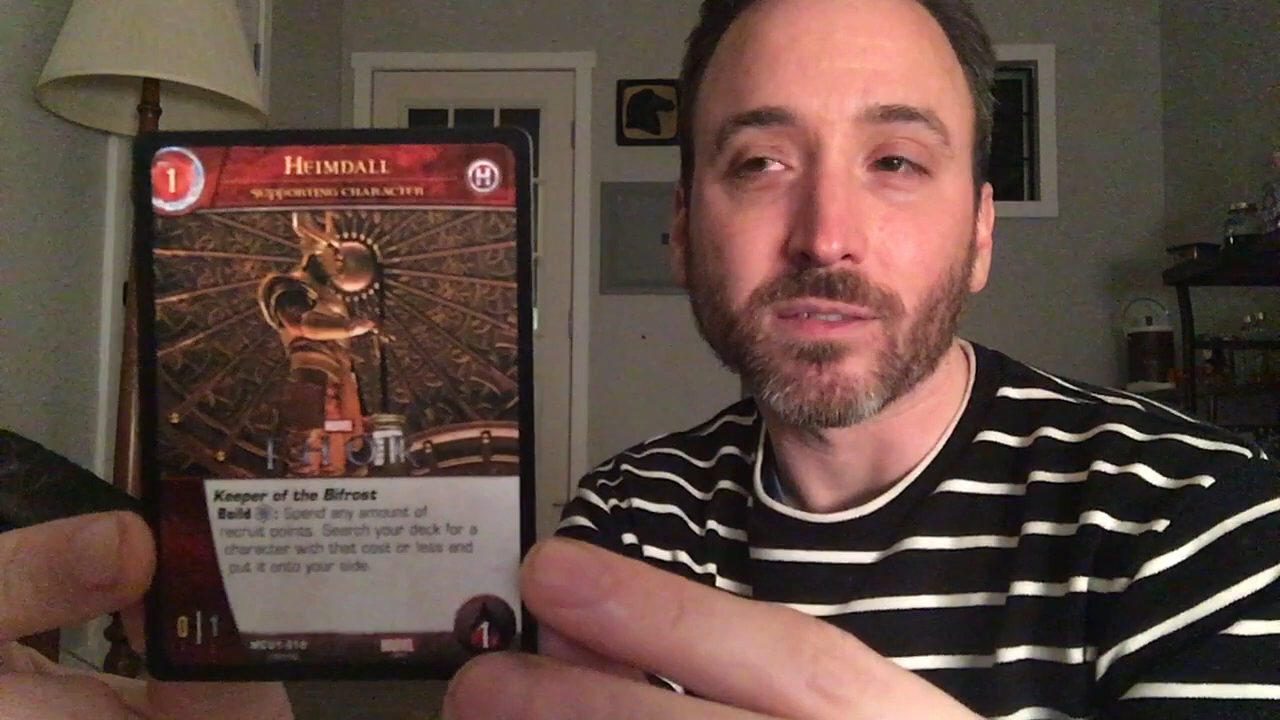 1
HEIMDALL
SUPPORTING CHARACTER
H
THOR
Keeper of the Bifrost
Build : Spend any amount of
recruit points. Search your deck for a
character with that cost or less and
put it onto your side.
0 | 1
MARVEL
1